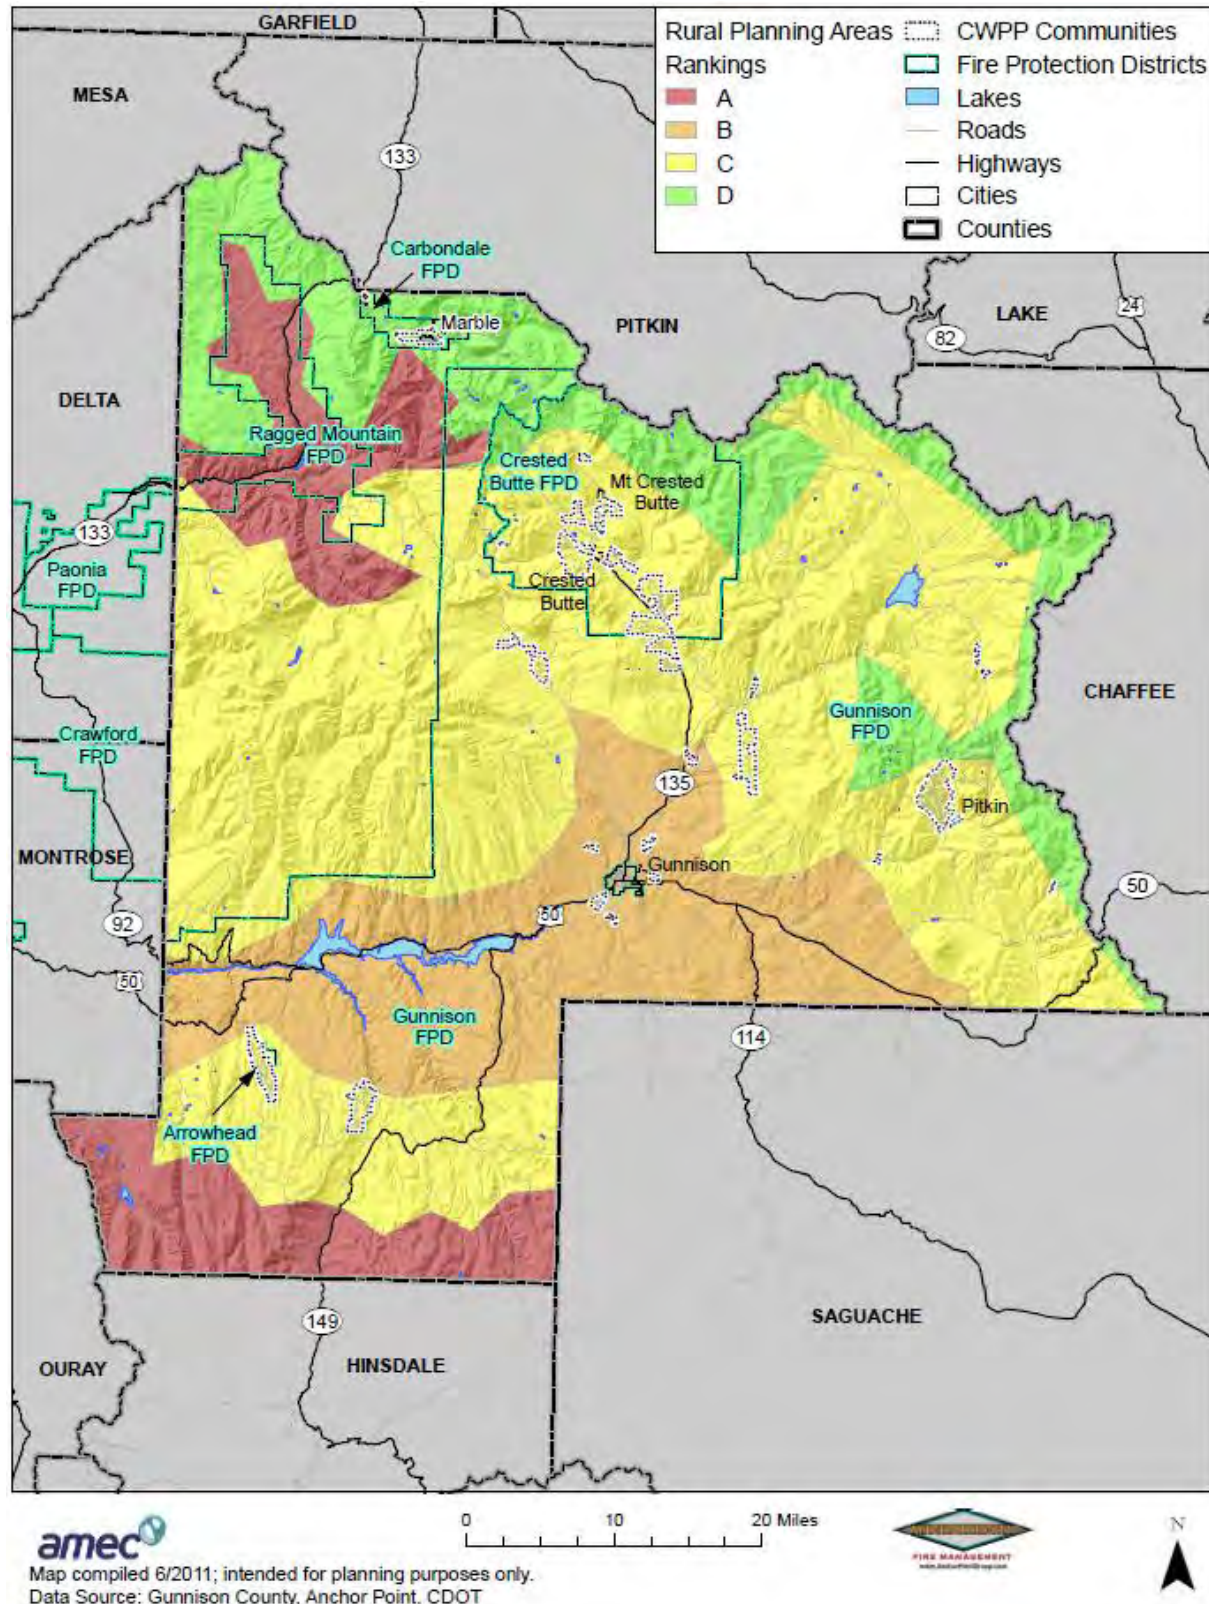 GARFIELD
MESA
133
Rural Planning Areas
Rankings
A
B
C
D
CWPP Communities
Fire Protection Districts
Lakes
Roads
Highways
Cities
Counties
Carbondale
FPD
Marble
PITKIN
LAKE
24
82
DELTA
Ragged Mountain
FPD
Crested
Butte FPD
Mt Crested
Butte
133
Paonia
FPD
Crested
Butte
CHAFFEE
Gunnison
FPD
Crawford
FPD
135
Pitkin
MONTROSE
Gunnison
50
92
50
50
Gunnison
FPD
114
Arrowhead
FPD
149
SAGUACHE
OURAY
HINSDALE
amec
0 10 20 Miles
FIRE MANAGEMENT
N
Map compiled 6/2011; intended for planning purposes only.
Data Source: Gunnison County, Anchor Point, CDOT